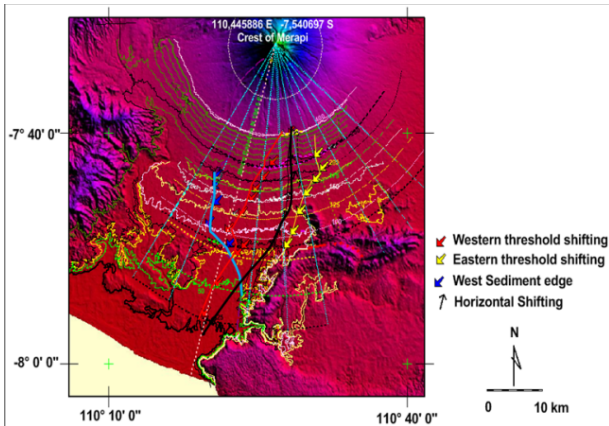 110,445886 E -7,540697 S
Crest of Merapi
-7° 40' 0"
Western threshold shifting
Eastern threshold shifting
West Sediment edge
Horizontal Shifting
N
-8° 0' 0"
0 10 km
110° 10' 0"
110° 40' 0"